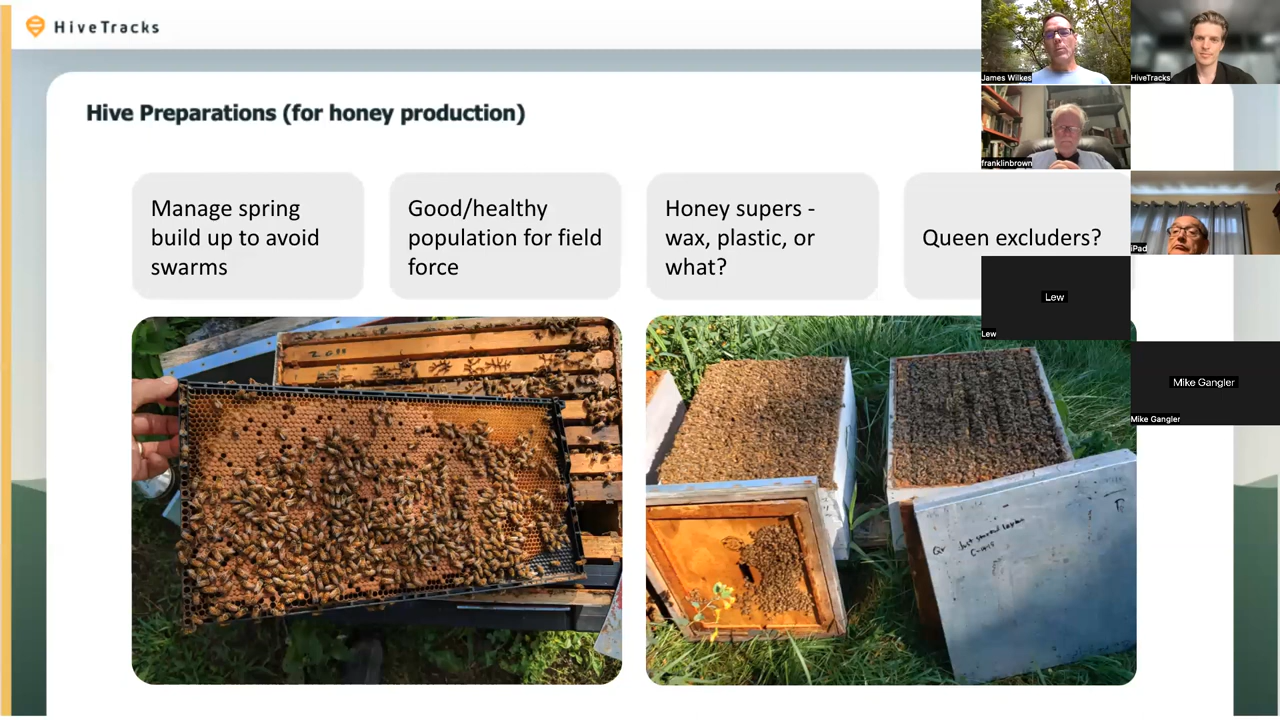 HiveTracks
Hive Preparations (for honey production)
Manage spring
build up to avoid
swarms
Good/healthy
population for field
force
Honey supers -
wax, plastic, or
what?
Queen excluders?
James Wilkes
HiveTracks
franklinbrown
iPad
Lew
Lew
Mike Gangler
Mike Gangler